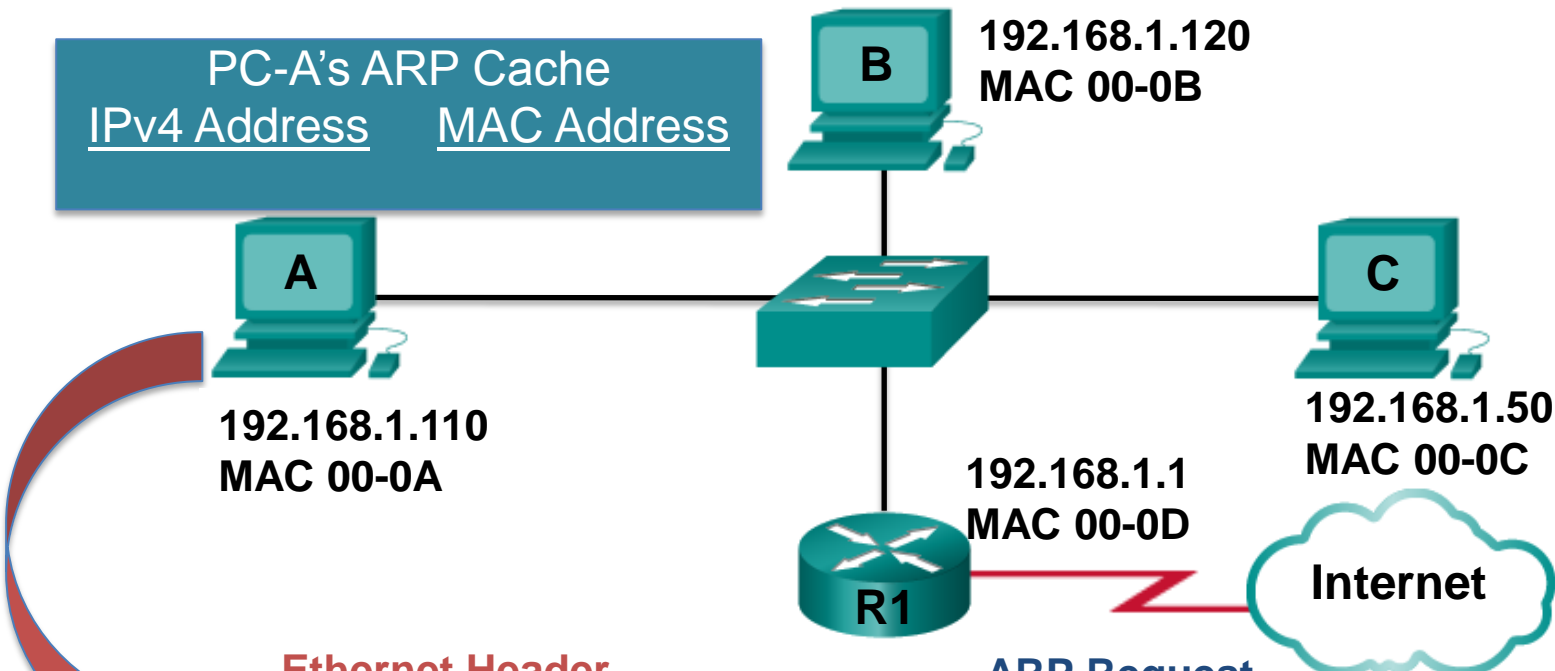 PC-A’s ARP Cache
IPv4 Address MAC Address
B
192.168.1.120
MAC 00-0B
A
192.168.1.110
MAC 00-0A
C
192.168.1.50
MAC 00-0C
192.168.1.1
MAC 00-0D
R1
Internet
Ethernet Header
ARP Request